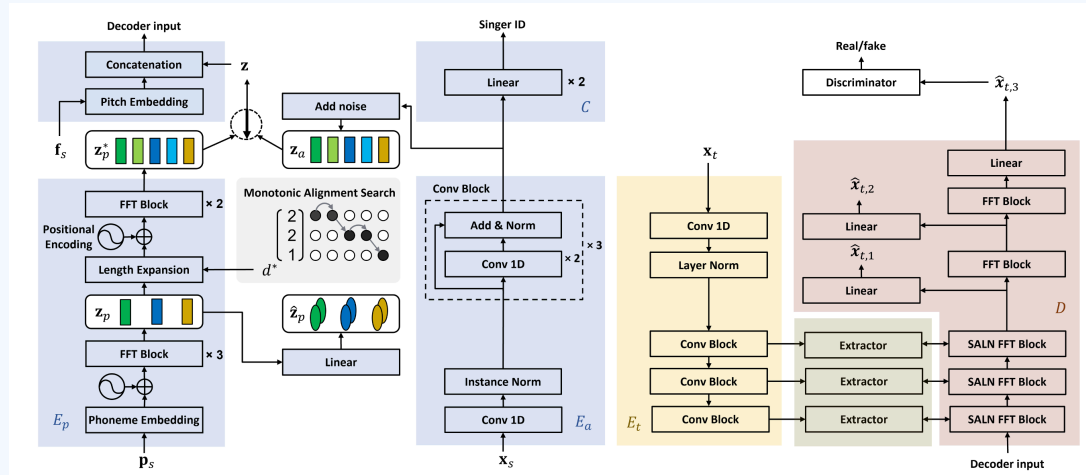 Decoder input
Concatenation
z
Pitch Embedding
f_s
z_p^*
Add noise
z_a
Singer ID
Linear
× 2
C
FFT Block
× 2
Positional
Encoding
Length Expansion
z_p
FFT Block
× 3
Phoneme Embedding
E_p
p_s
Monotonic Alignment Search
2
2
1
d^*
ẑ_p
Linear
Conv Block
Add & Norm
Conv 1D
× 2
× 3
Instance Norm
Conv 1D
E_a
x_s
x_t
Conv 1D
Layer Norm
Conv Block
Conv Block
Conv Block
E_t
Extractor
Extractor
Extractor
Real/fake
Discriminator
x̂_{t,3}
Linear
FFT Block
x̂_{t,2}
Linear
FFT Block
x̂_{t,1}
Linear
D
SALN FFT Block
SALN FFT Block
SALN FFT Block
Decoder input